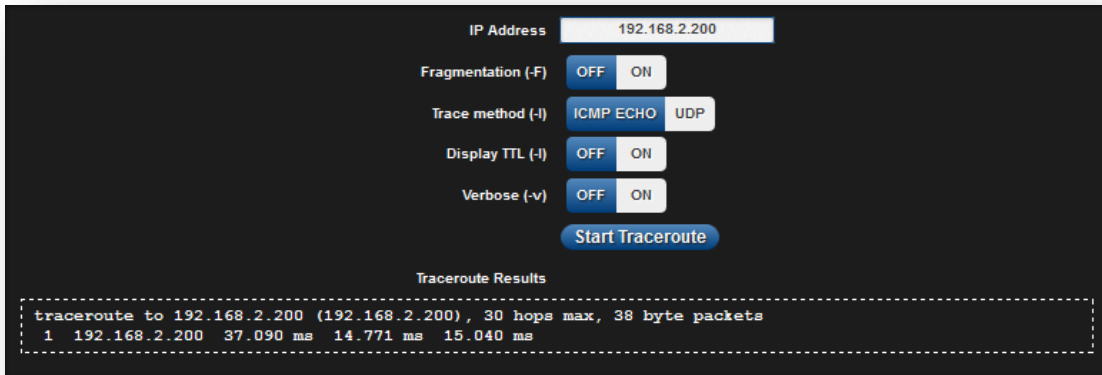 IP Address 192.168.2.200
Fragmentation (-F) OFF ON
Trace method (-I) ICMP ECHO UDP
Display TTL (-l) OFF ON
Verbose (-v) OFF ON
Start Traceroute
Traceroute Results
traceroute to 192.168.2.200 (192.168.2.200), 30 hops max, 38 byte packets
1 192.168.2.200 37.090 ms 14.771 ms 15.040 ms